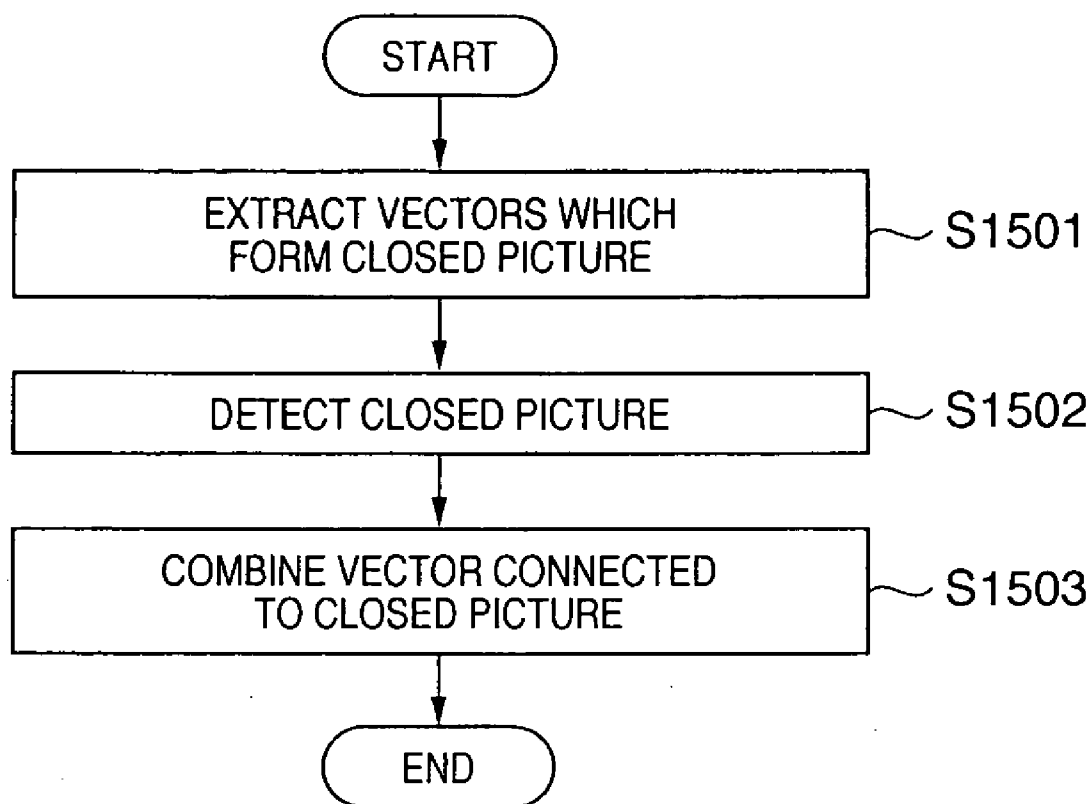 START
EXTRACT VECTORS WHICH
FORM CLOSED PICTURE
S1501
DETECT CLOSED PICTURE
S1502
COMBINE VECTOR CONNECTED
TO CLOSED PICTURE
S1503
END